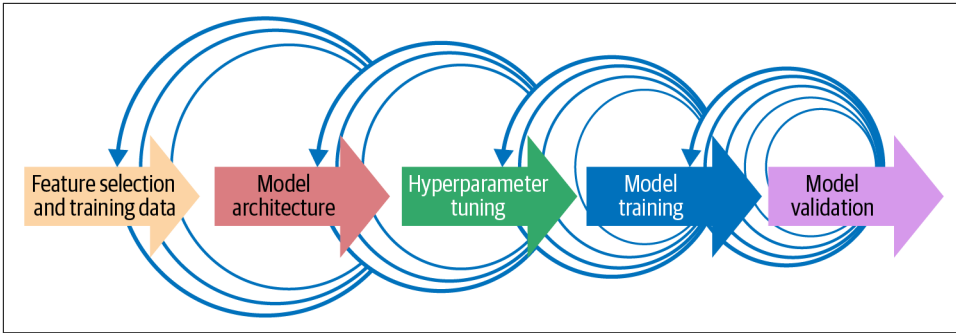 Feature selection
and training data
Model
architecture
Hyperparameter
tuning
Model
training
Model
validation